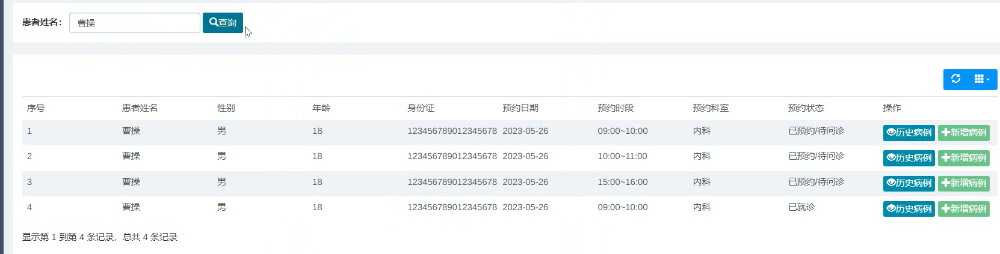 患者姓名： 曹操 查询
序号 患者姓名 性别 年龄 身份证 预约日期 预约时段 预约科室 预约状态 操作
1 曹操 男 18 123456789012345678 2023-05-26 09:00~10:00 内科 已预约/待问诊 历史病例 新增病例
2 曹操 男 18 123456789012345678 2023-05-26 10:00~11:00 内科 已预约/待问诊 历史病例 新增病例
3 曹操 男 18 123456789012345678 2023-05-26 15:00~16:00 内科 已预约/待问诊 历史病例 新增病例
4 曹操 男 18 123456789012345678 2023-05-26 09:00~10:00 内科 已就诊 历史病例 新增病例
显示第 1 到第 4 条记录，总共 4 条记录